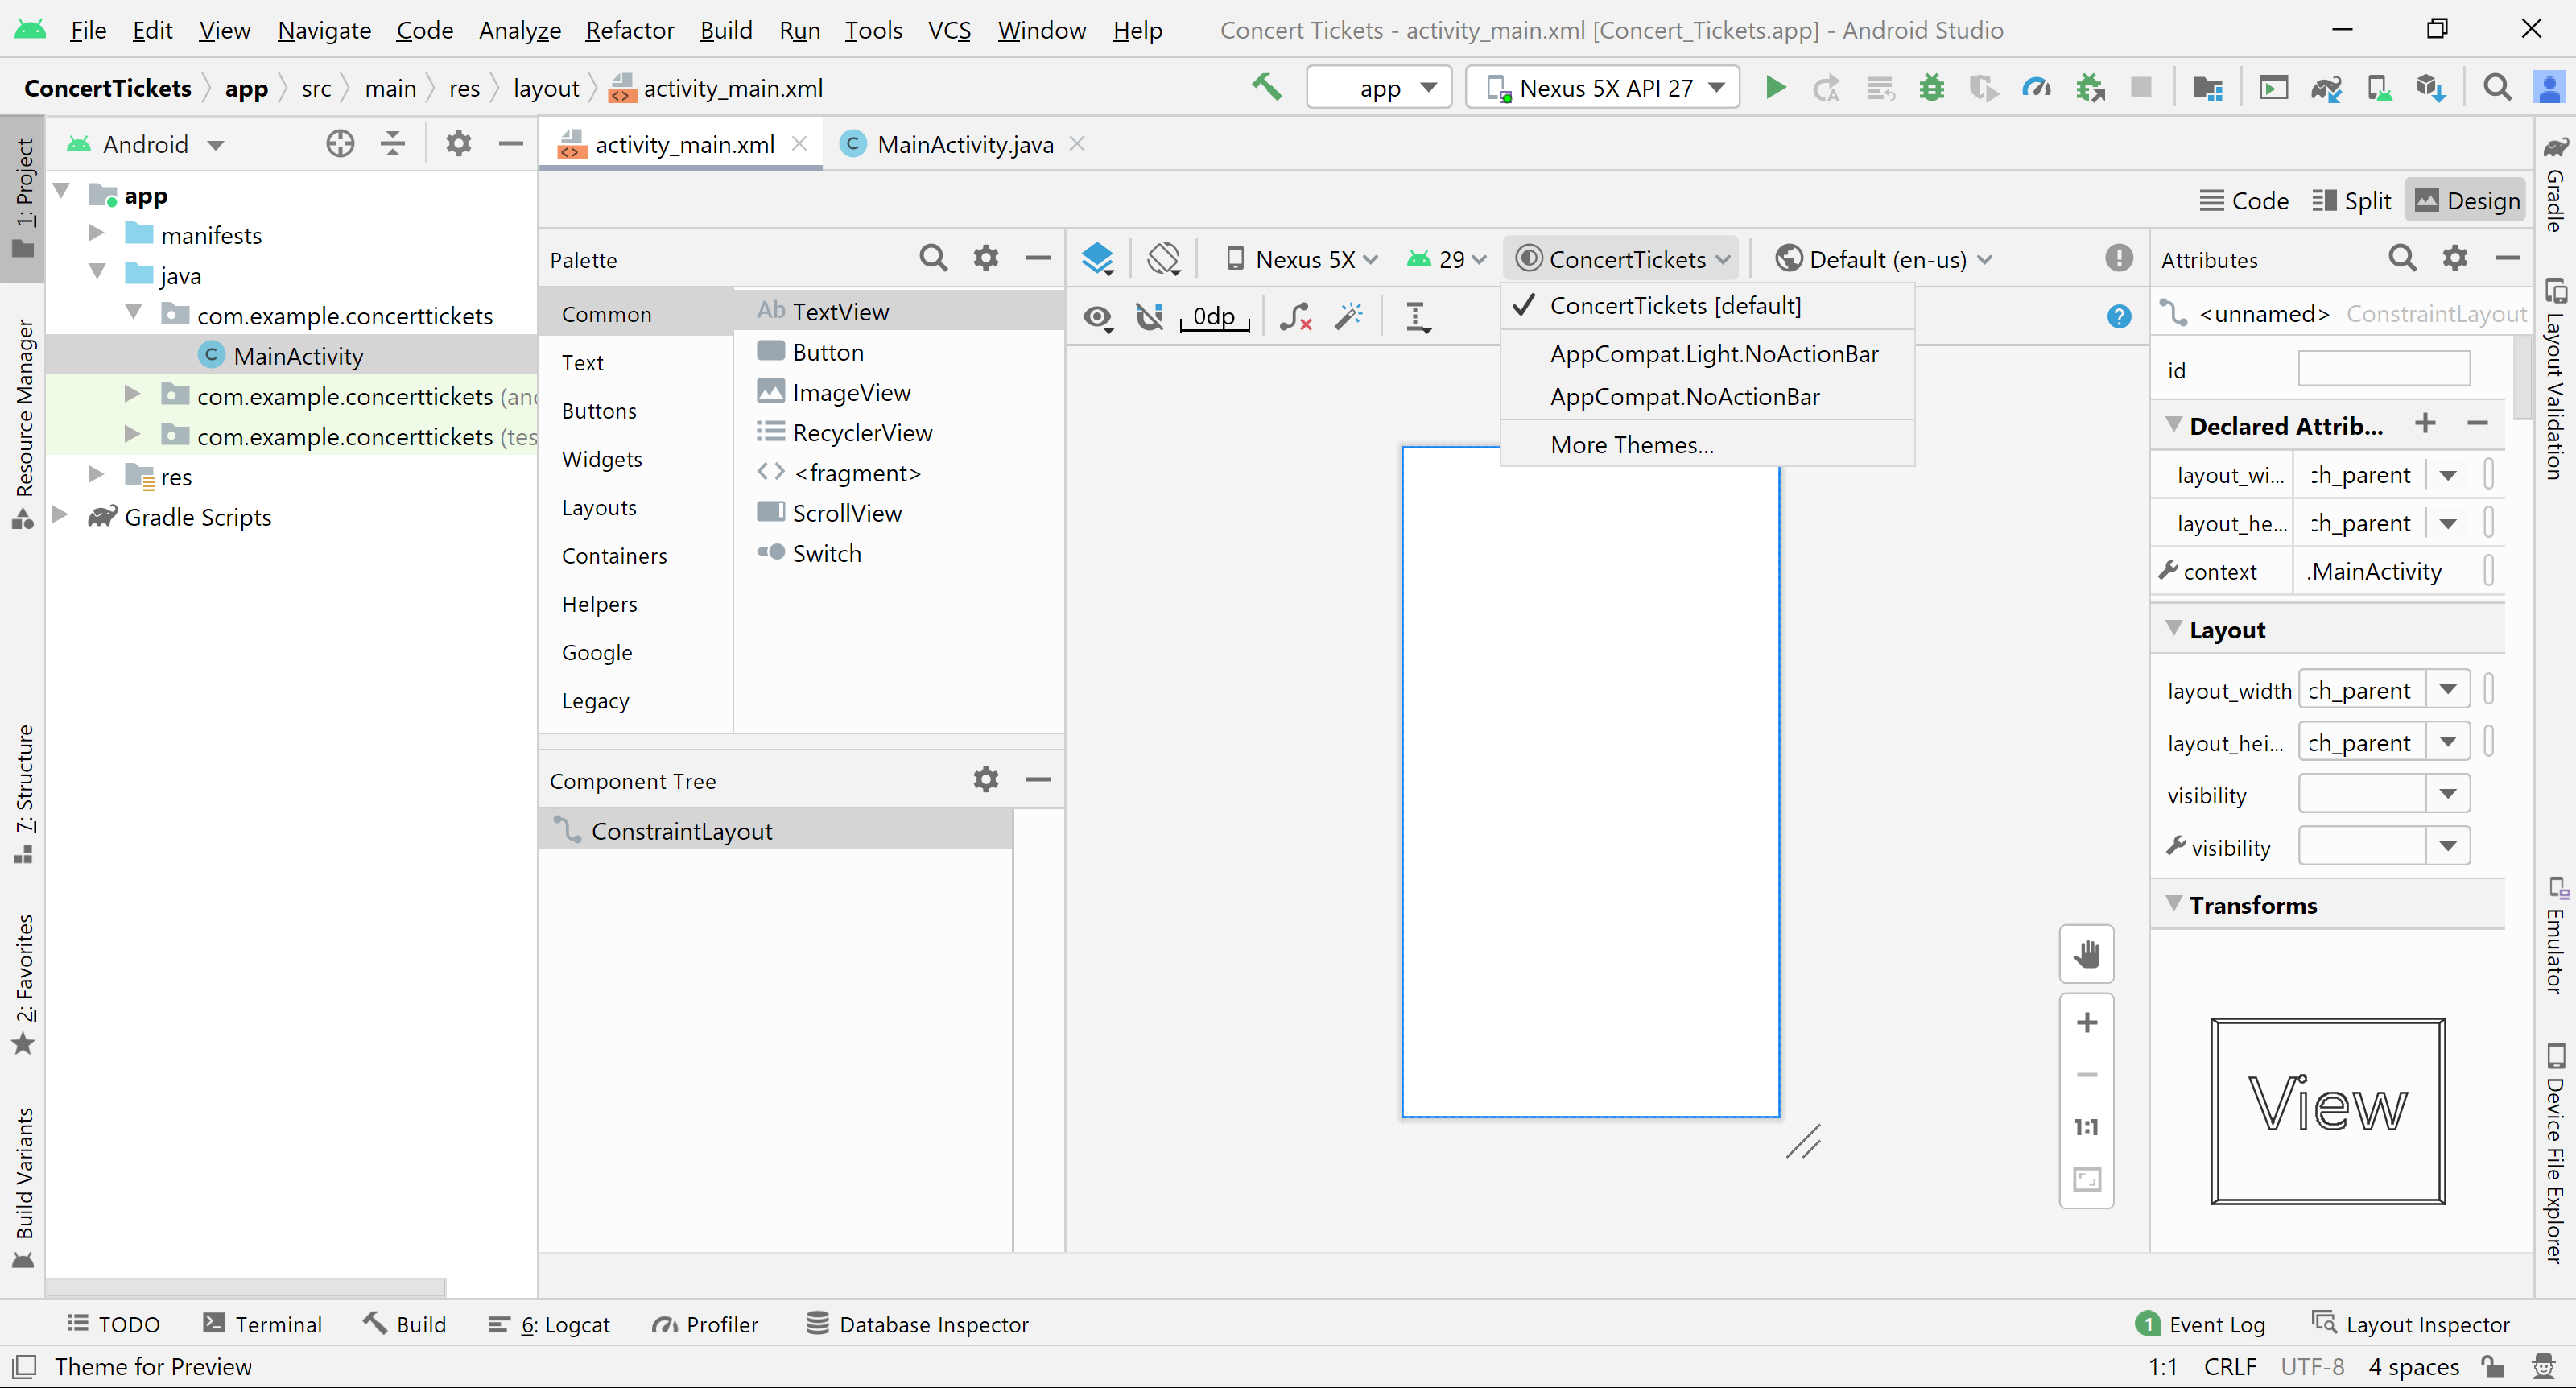 File Edit View Navigate Code Analyze Refactor Build Run Tools VCS Window Help Concert Tickets - activity_main.xml [Concert_Tickets.app] - Android Studio
ConcertTickets app src main res layout activity_main.xml app Nexus 5X API 27
1: Project
Resource Manager
7: Structure
2: Favorites
Build Variants
Android
app
manifests
java
com.example.concerttickets
MainActivity
com.example.concerttickets (and
com.example.concerttickets (tes
res
Gradle Scripts
activity_main.xml MainActivity.java
Code Split Design
Palette
Common
Text
Buttons
Widgets
Layouts
Containers
Helpers
Google
Legacy
Ab TextView
Button
ImageView
RecyclerView
<fragment>
ScrollView
Switch
Component Tree
ConstraintLayout
Nexus 5X 29 ConcertTickets Default (en-us)
0dp
ConcertTickets [default]
AppCompat.Light.NoActionBar
AppCompat.NoActionBar
More Themes...
1:1
Attributes
<unnamed> ConstraintLayout
id
Declared Attrib...
layout_wi... ch_parent
layout_he... ch_parent
context .MainActivity
Layout
layout_width ch_parent
layout_hei... ch_parent
visibility
visibility
Transforms
View
Gradle
Layout Validation
Emulator
Device File Explorer
TODO Terminal Build 6: Logcat Profiler Database Inspector 1 Event Log Layout Inspector
Theme for Preview 1:1 CRLF UTF-8 4 spaces